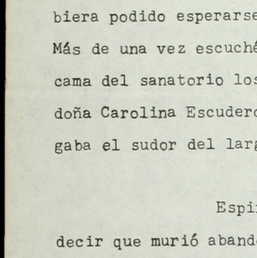 biera podido esperarse
Más de una vez escuché
cama del sanatorio los
doña Carolina Escudero
gaba el sudor del larg
Espi
decir que murió aband